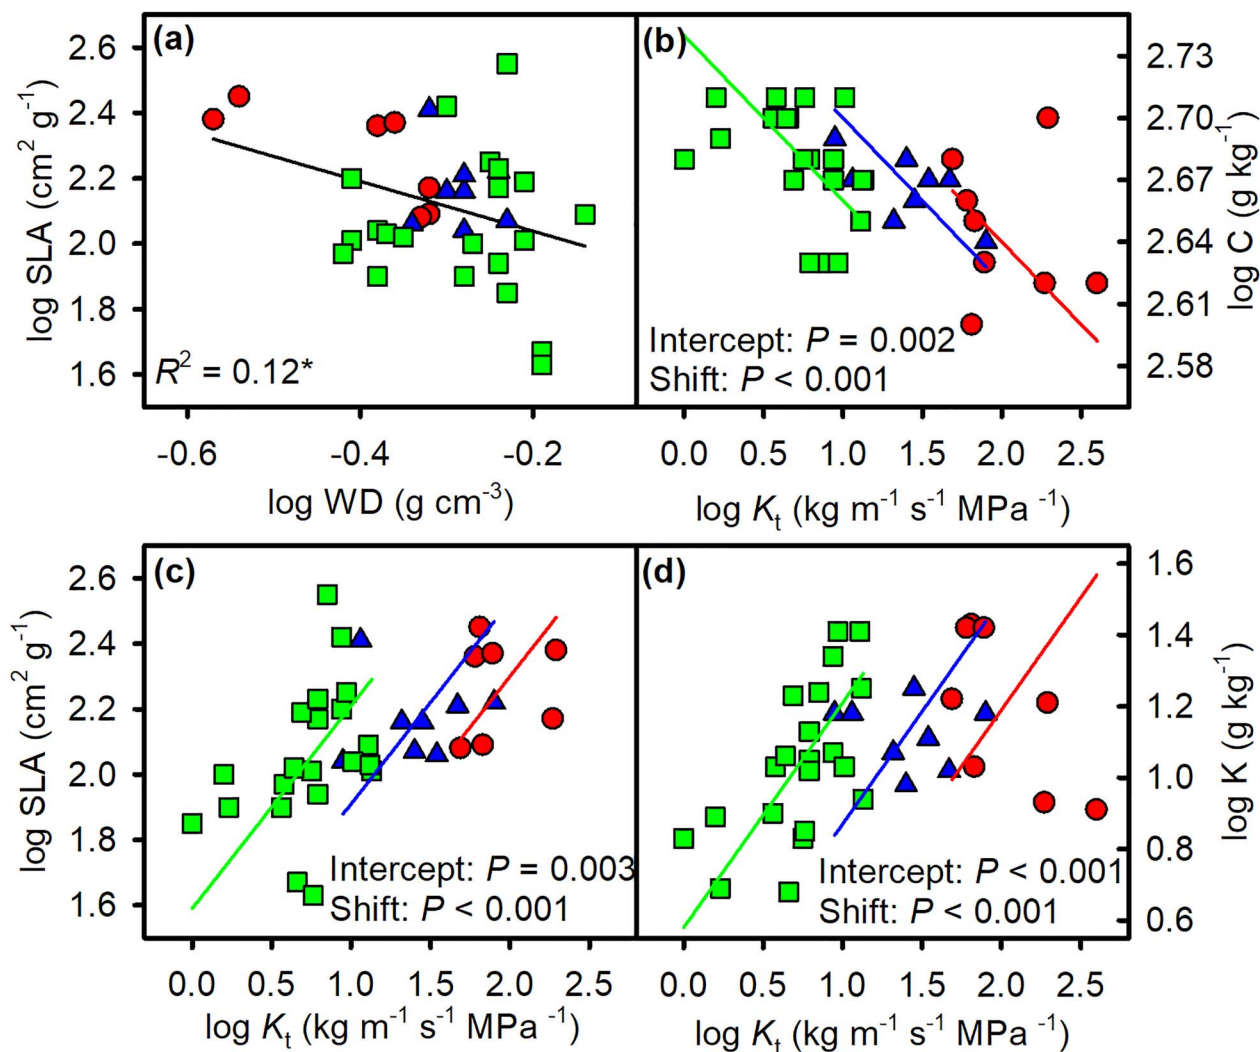 (a)
2.6
2.4
2.2
2.0
1.8
1.6
log SLA (cm² g⁻¹)
R² = 0.12*
-0.6 -0.4 -0.2
log WD (g cm⁻³)
(b)
2.73
2.70
2.67
2.64
2.61
2.58
log C (g kg⁻¹)
Intercept: P = 0.002
Shift: P < 0.001
0.0 0.5 1.0 1.5 2.0 2.5
log Kₜ (kg m⁻¹ s⁻¹ MPa ⁻¹)
(c)
2.6
2.4
2.2
2.0
1.8
1.6
log SLA (cm² g⁻¹)
Intercept: P = 0.003
Shift: P < 0.001
0.0 0.5 1.0 1.5 2.0 2.5
log Kₜ (kg m⁻¹ s⁻¹ MPa ⁻¹)
(d)
1.6
1.4
1.2
1.0
0.8
0.6
log K (g kg⁻¹)
Intercept: P < 0.001
Shift: P < 0.001
0.0 0.5 1.0 1.5 2.0 2.5
log Kₜ (kg m⁻¹ s⁻¹ MPa ⁻¹)